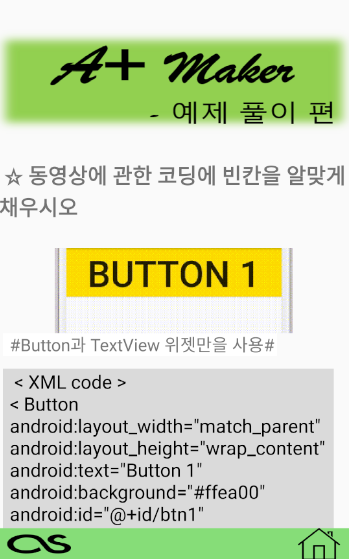 A+ Maker
- 예제 풀이 편
☆ 동영상에 관한 코딩에 빈칸을 알맞게
채우시오
BUTTON 1
#Button과 TextView 위젯만을 사용#
< XML code >
< Button
android:layout_width="match_parent"
android:layout_height="wrap_content"
android:text="Button 1"
android:background="#ffea00"
android:id="@+id/btn1"